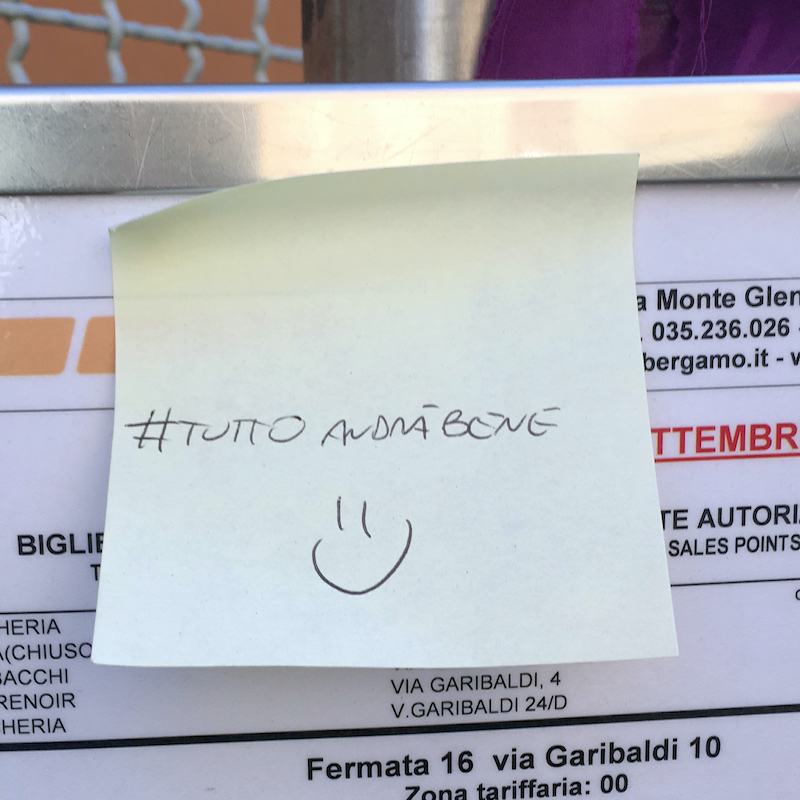 a Monte Glen
035.236.026 -
bergamo.it - v
#TUTTO ANDRÀ BENE
TTEMBR
BIGLIE
TE AUTORI
SALES POINTS
T
HERIA
A(CHIUSO
BACCHI
RENOIR
HERIA
VIA GARIBALDI, 4
V.GARIBALDI 24/D
Fermata 16 via Garibaldi 10
Zona tariffaria: 00